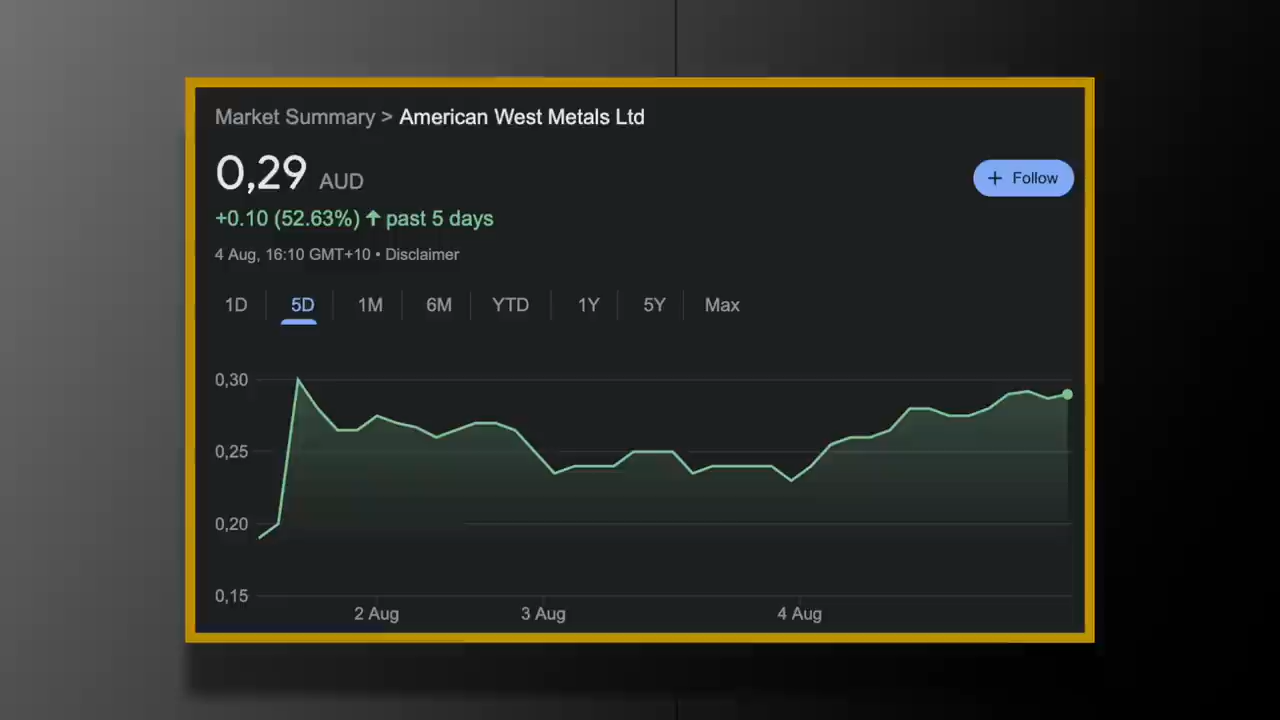 Market Summary > American West Metals Ltd
0,29 AUD
+ Follow
+0.10 (52.63%) ↑ past 5 days
4 Aug, 16:10 GMT+10 • Disclaimer
1D 5D 1M 6M YTD 1Y 5Y Max
0,30
0,25
0,20
0,15
2 Aug 3 Aug 4 Aug